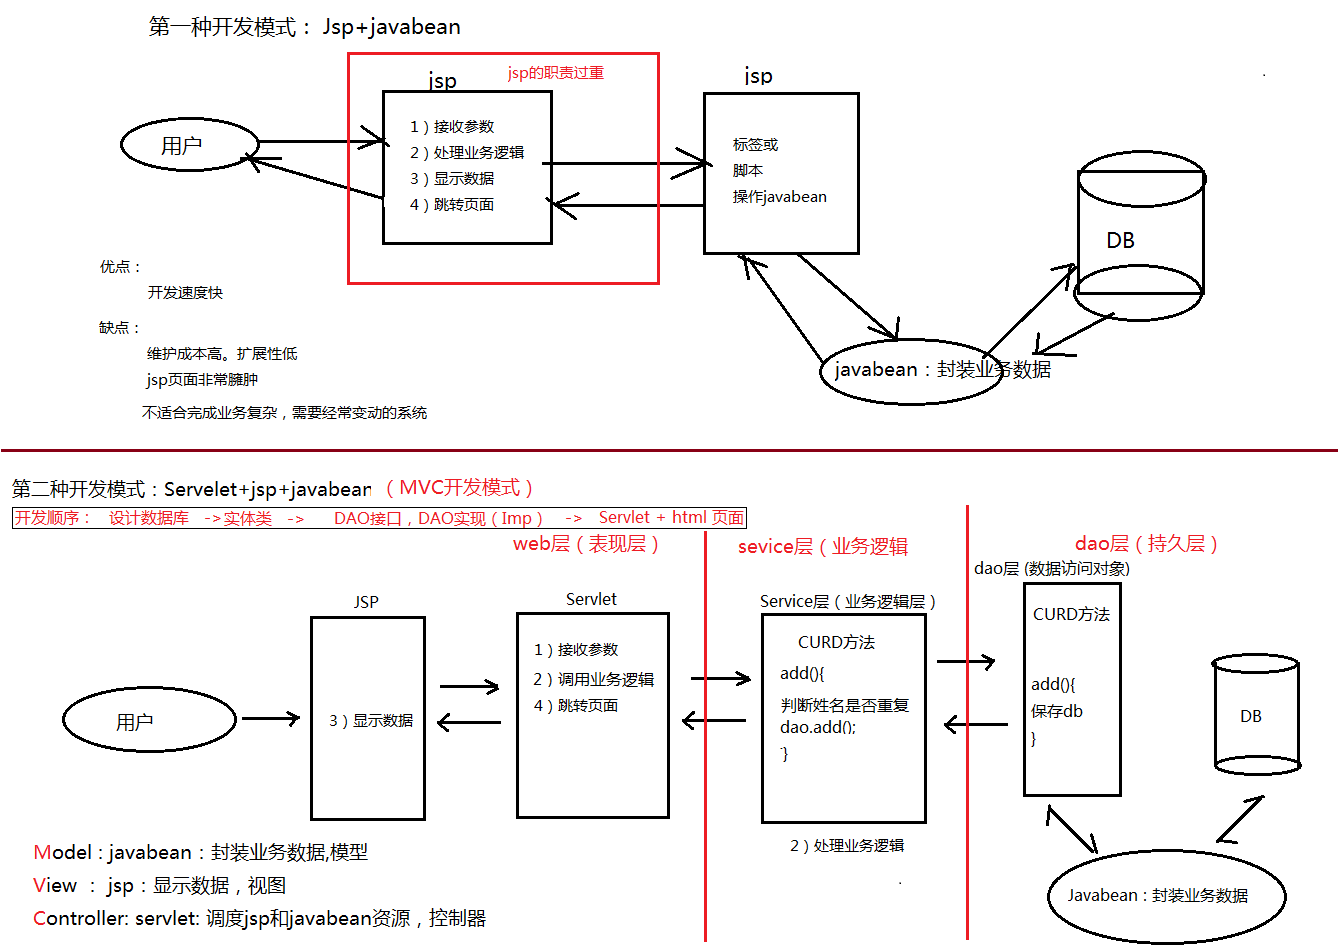 第一种开发模式： Jsp+javabean
jsp的职责过重
jsp
jsp
用户
1）接收参数
2）处理业务逻辑
3）显示数据
4）跳转页面
标签或
脚本
操作javabean
DB
优点：
开发速度快
缺点：
维护成本高。扩展性低
jsp页面非常臃肿
不适合完成业务复杂，需要经常变动的系统
javabean：封装业务数据
第二种开发模式：Servelet+jsp+javabean （MVC开发模式）
开发顺序： 设计数据库 ->实体类 -> DAO接口，DAO实现（Imp） -> Servlet + html 页面
web层（表现层）
sevice层（业务逻辑
dao层（持久层）
dao层 (数据访问对象)
JSP
Servlet
Service层（业务逻辑层）
用户
3）显示数据
1）接收参数
2）调用业务逻辑
4）跳转页面
CURD方法
add(){
判断姓名是否重复
dao.add();
}
2）处理业务逻辑
CURD方法
add(){
保存db
}
DB
Javabean：封装业务数据
Model : javabean：封装业务数据,模型
View ： jsp：显示数据，视图
Controller: servlet: 调度jsp和javabean资源，控制器